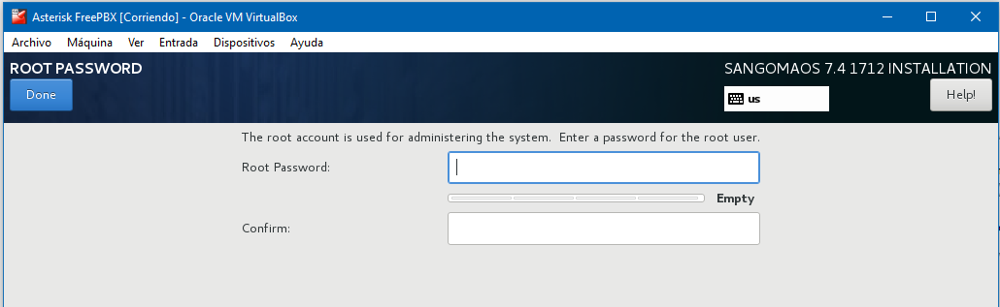 Asterisk FreePBX [Corriendo] - Oracle VM VirtualBox
Archivo Máquina Ver Entrada Dispositivos Ayuda
ROOT PASSWORD
SANGOMAOS 7.4 1712 INSTALLATION
Done
us
Help!
The root account is used for administering the system. Enter a password for the root user.
Root Password:
Empty
Confirm: